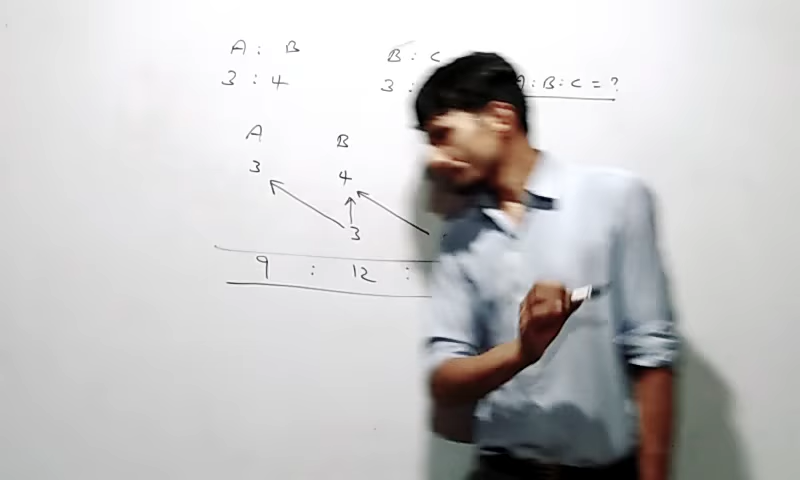 A : B B : C
3 : 4 3 : A : B : C = ?
A B
3 4
3
9 : 12 :